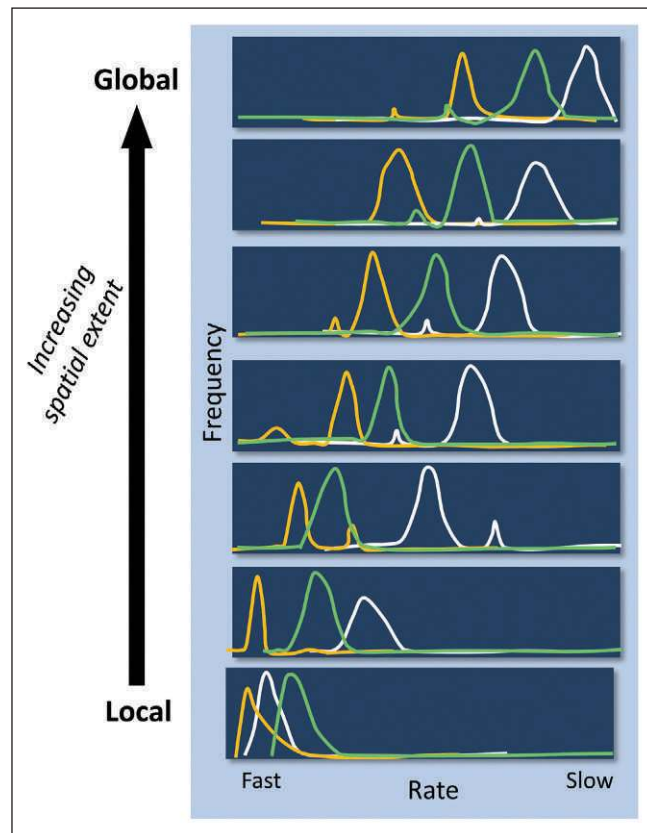 Global
Increasing
spatial extent
Local
Frequency
Fast
Slow
Rate